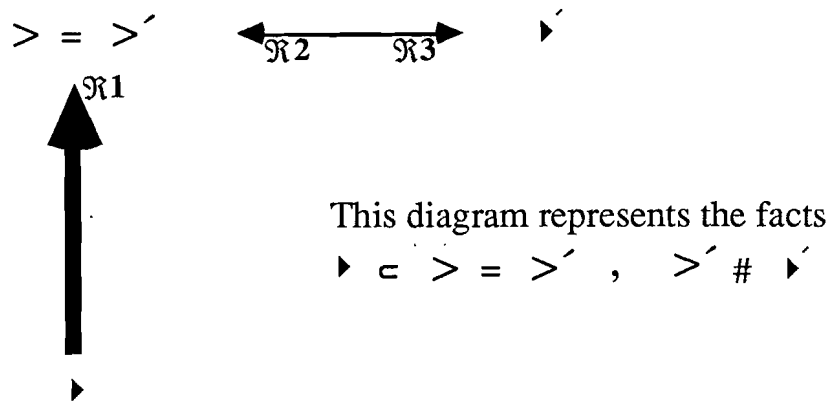 > = >′ ℜ2 ℜ3 ▸′
ℜ1
This diagram represents the facts
▸ ⊂ > = >′ , >′ # ▸′
▸